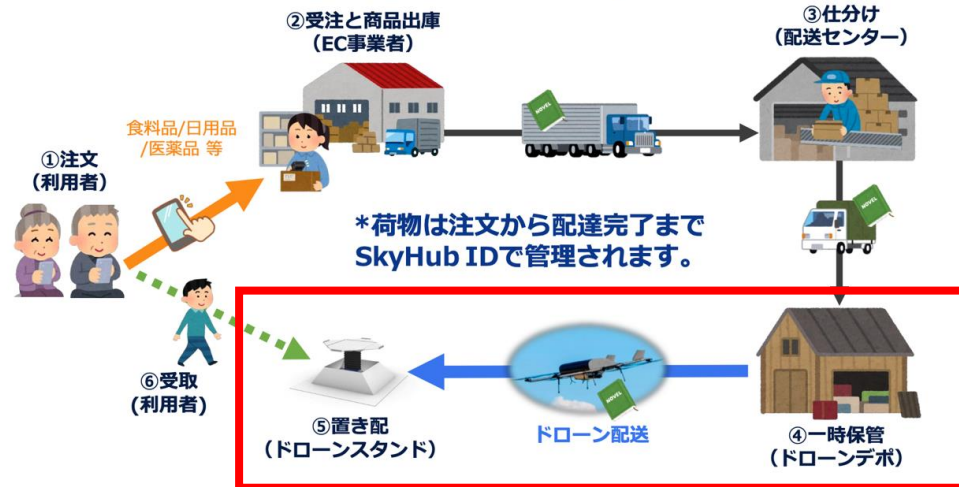 ①注文
(利用者)
食料品/日用品
/医薬品 等
②受注と商品出庫
(EC事業者)
NOVEL
③仕分け
(配送センター)
NOVEL
*荷物は注文から配達完了まで
SkyHub IDで管理されます。
④一時保管
(ドローンデポ)
NOVEL
ドローン配送
⑤置き配
(ドローンスタンド)
⑥受取
(利用者)